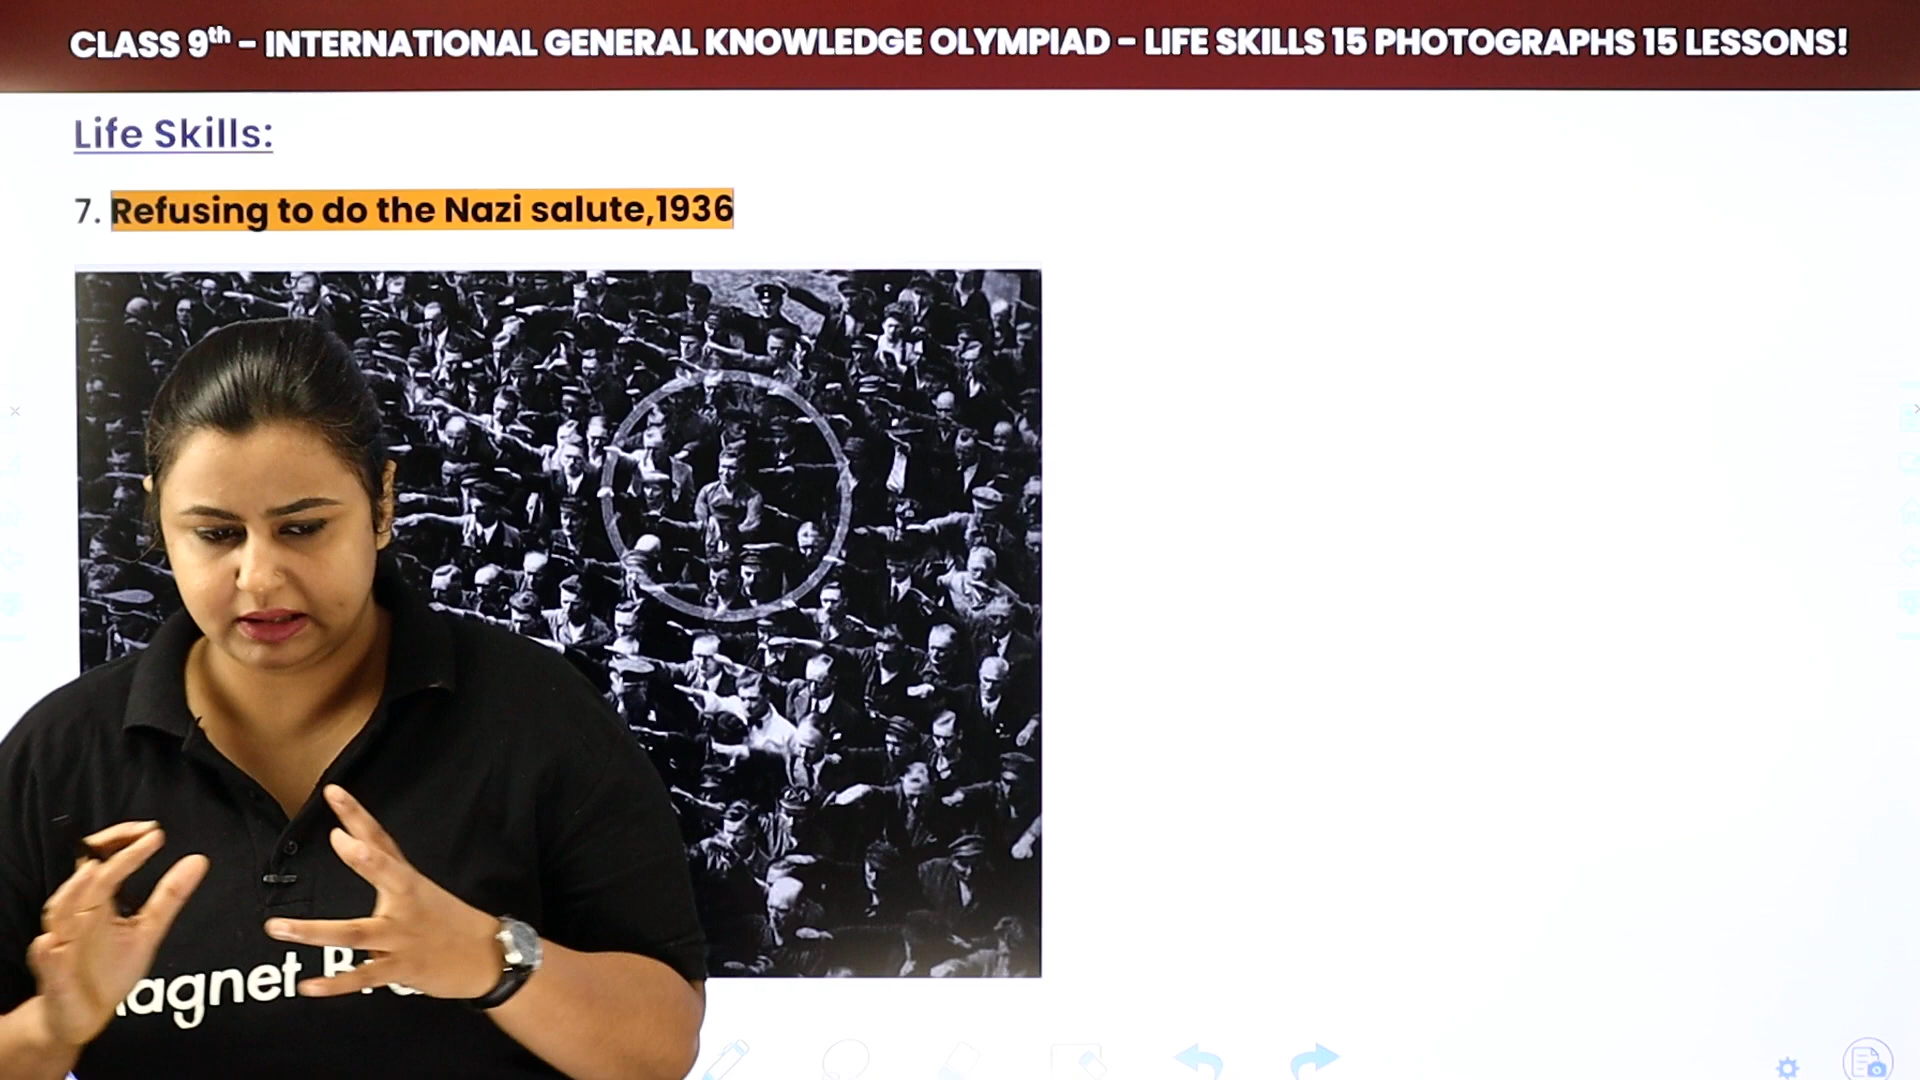 CLASS 9th - INTERNATIONAL GENERAL KNOWLEDGE OLYMPIAD - LIFE SKILLS 15 PHOTOGRAPHS 15 LESSONS!
Life Skills:
7. Refusing to do the Nazi salute,1936